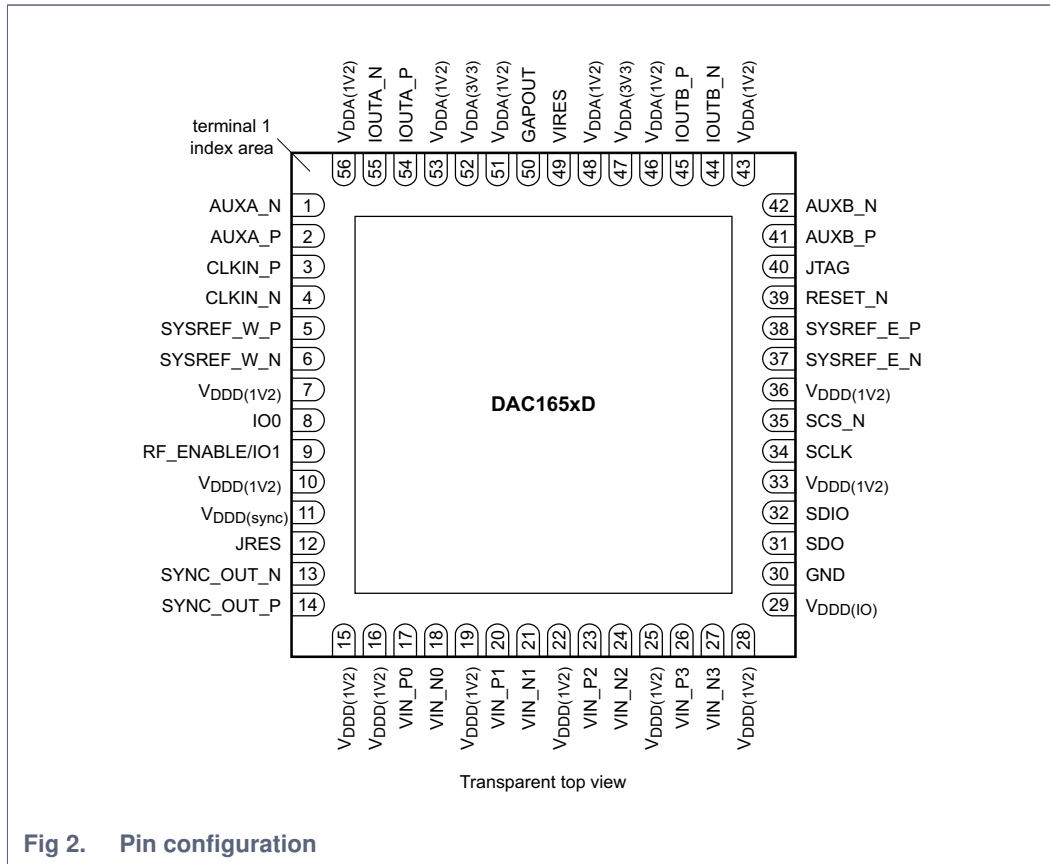 VDDA(1V2)
IOUTA_N
IOUTA_P
VDDA(1V2)
VDDA(3V3)
VDDA(1V2)
GAPOUT
VIRES
VDDA(1V2)
VDDA(3V3)
VDDA(1V2)
IOUTB_P
IOUTB_N
VDDA(1V2)
terminal 1
index area
56 55 54 53 52 51 50 49 48 47 46 45 44 43
AUXA_N 1 42 AUXB_N
AUXA_P 2 41 AUXB_P
CLKIN_P 3 40 JTAG
CLKIN_N 4 39 RESET_N
SYSREF_W_P 5 38 SYSREF_E_P
SYSREF_W_N 6 37 SYSREF_E_N
VDDD(1V2) 7 36 VDDD(1V2)
DAC165xD
IO0 8 35 SCS_N
RF_ENABLE/IO1 9 34 SCLK
VDDD(1V2) 10 33 VDDD(1V2)
VDDD(sync) 11 32 SDIO
JRES 12 31 SDO
SYNC_OUT_N 13 30 GND
SYNC_OUT_P 14 29 VDDD(IO)
15 16 17 18 19 20 21 22 23 24 25 26 27 28
VDDD(1V2)
VDDD(1V2)
VIN_P0
VIN_N0
VDDD(1V2)
VIN_P1
VIN_N1
VDDD(1V2)
VIN_P2
VIN_N2
VDDD(1V2)
VIN_P3
VIN_N3
VDDD(1V2)
Transparent top view
Fig 2. Pin configuration